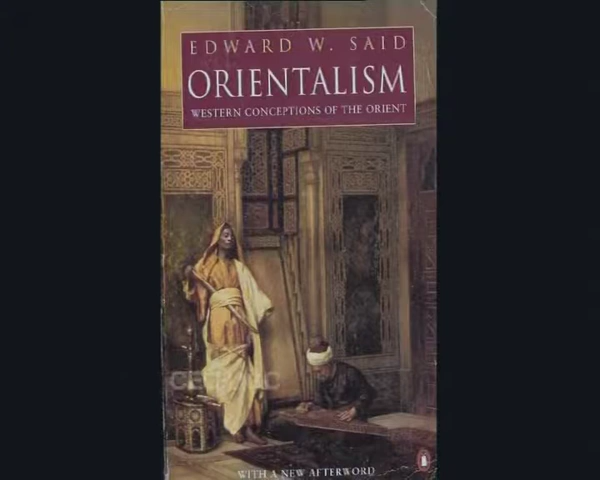 EDWARD W. SAID
ORIENTALISM
WESTERN CONCEPTIONS OF THE ORIENT
WITH A NEW AFTERWORD